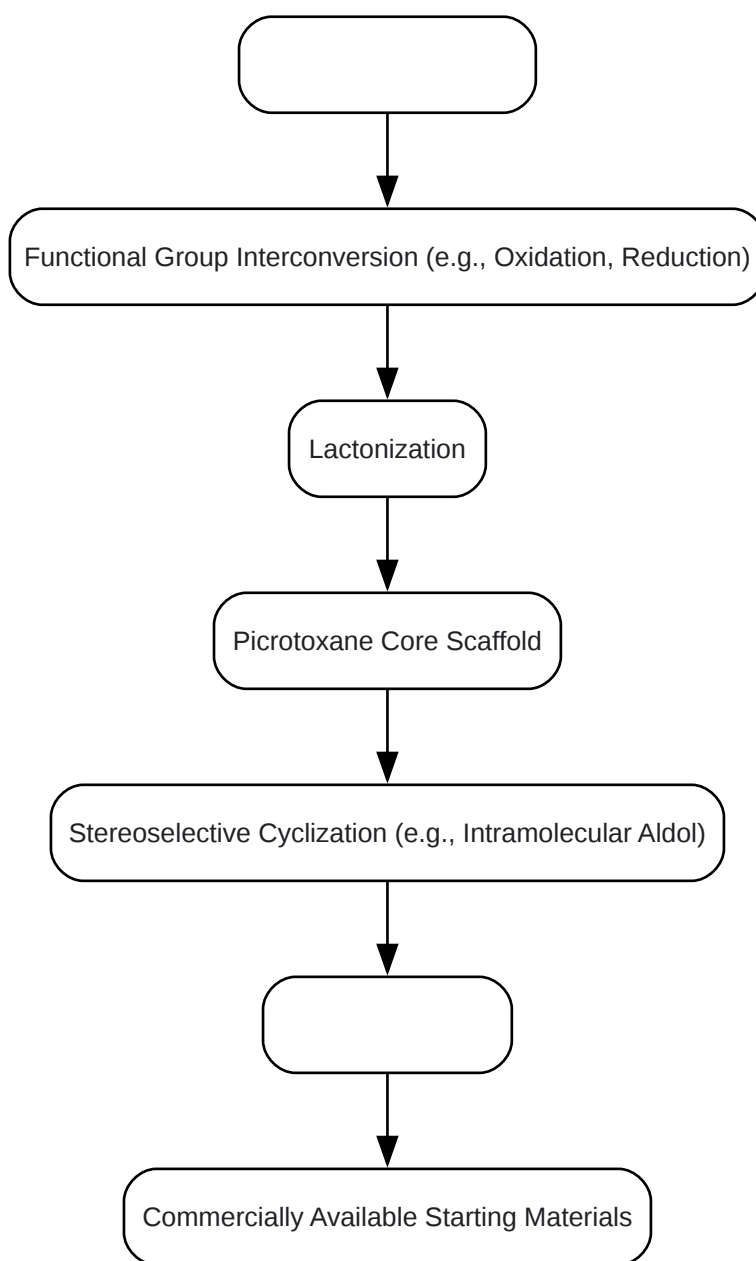 Functional Group Interconversion (e.g., Oxidation, Reduction)
Lactonization
Picrotoxane Core Scaffold
Stereoselective Cyclization (e.g., Intramolecular Aldol)
Commercially Available Starting Materials